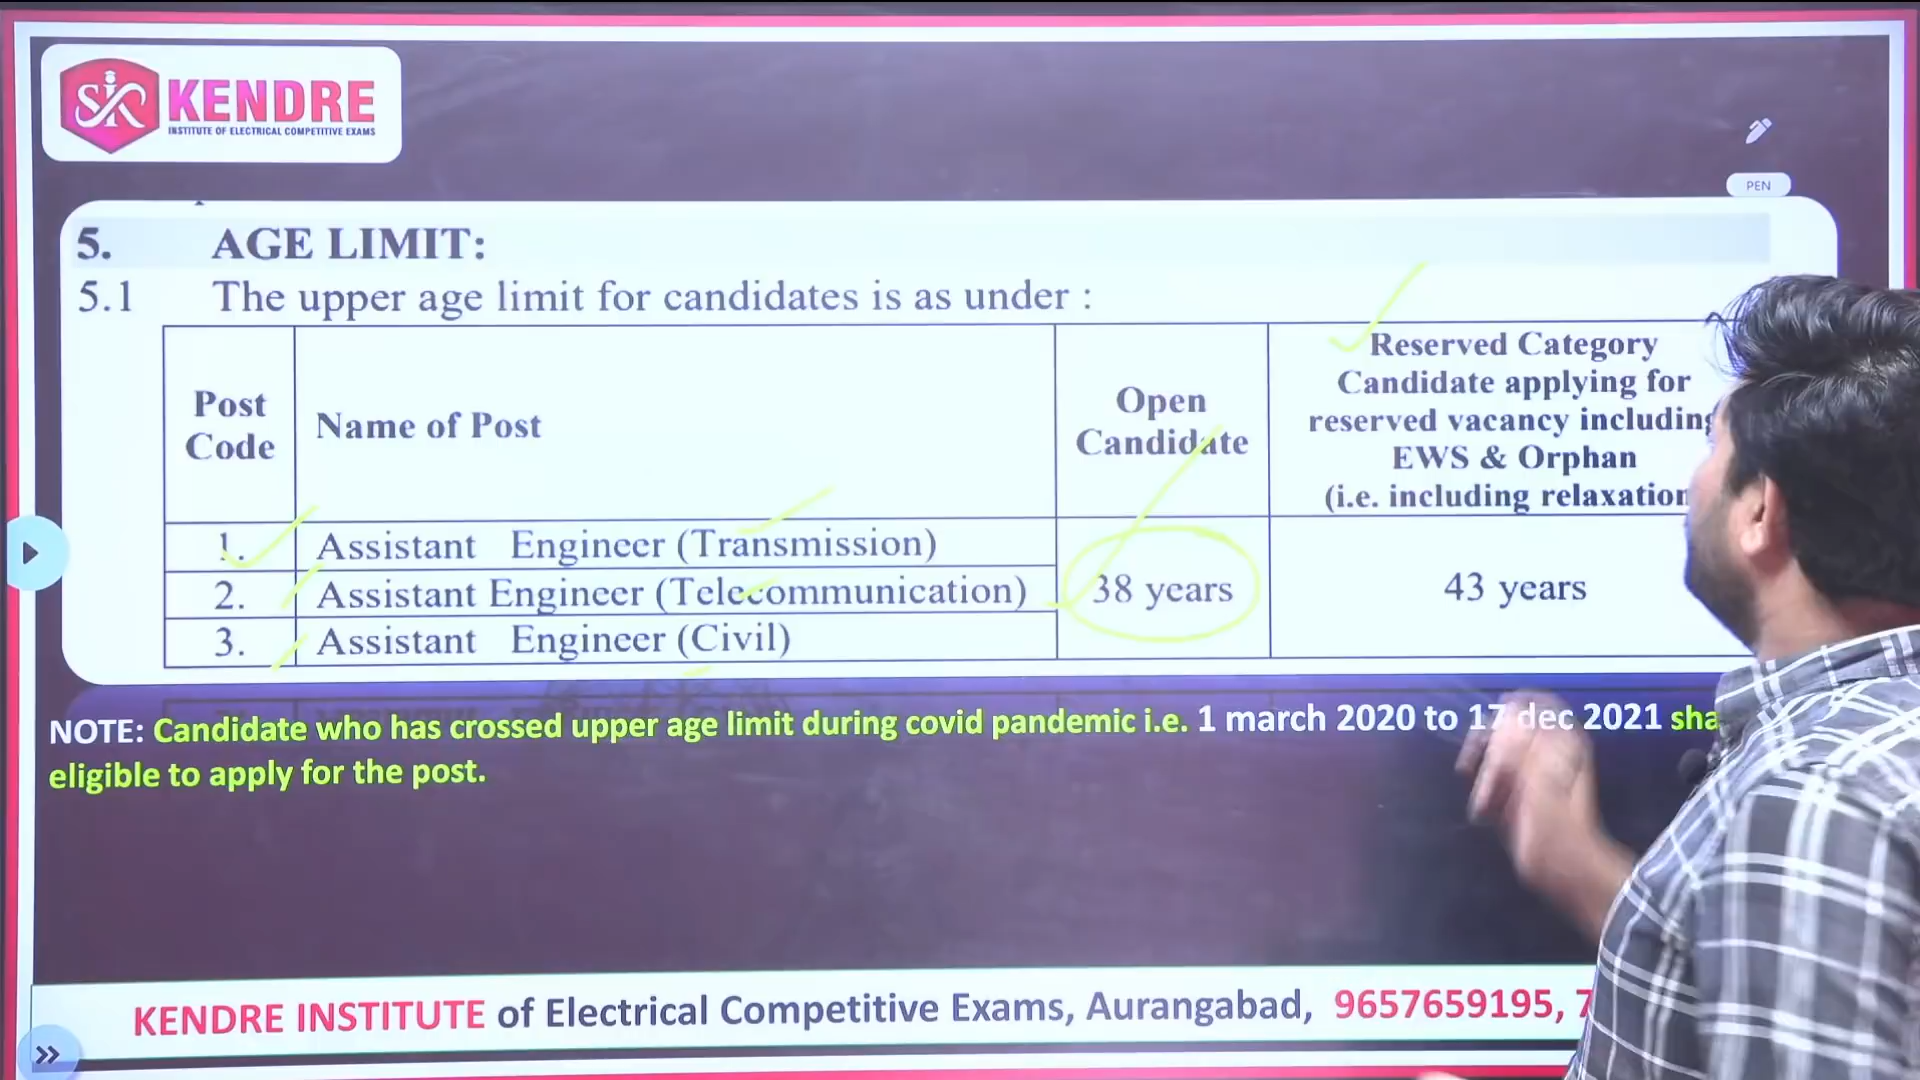 SK KENDRE
INSTITUTE OF ELECTRICAL COMPETITIVE EXAMS
PEN
5. AGE LIMIT:
5.1 The upper age limit for candidates is as under :
Post Code
Name of Post
Open Candidate
Reserved Category
Candidate applying for
reserved vacancy including
EWS & Orphan
(i.e. including relaxation
1. Assistant Engineer (Transmission)
2. Assistant Engineer (Telecommunication)
3. Assistant Engineer (Civil)
38 years
43 years
NOTE: Candidate who has crossed upper age limit during covid pandemic i.e. 1 march 2020 to 17 dec 2021
eligible to apply for the post.
KENDRE INSTITUTE of Electrical Competitive Exams, Aurangabad, 9657659195, 7